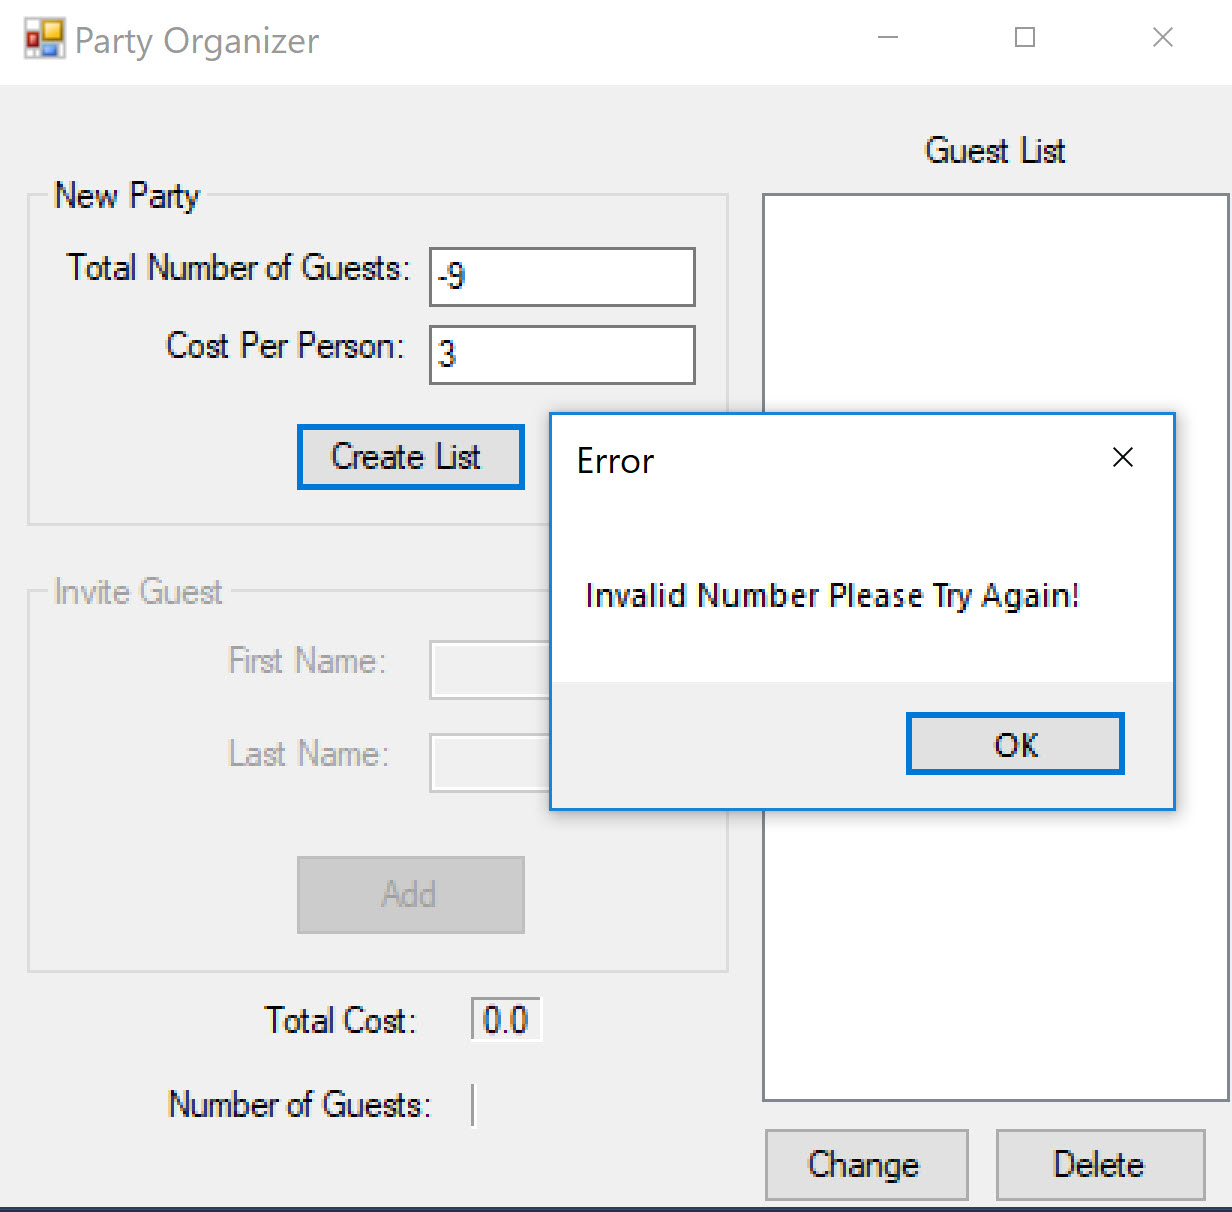 Party Organizer
Guest List
New Party
Total Number of Guests: -9
Cost Per Person: 3
Create List
Error
Invalid Number Please Try Again!
OK
Invite Guest
First Name:
Last Name:
Add
Total Cost: 0.0
Number of Guests:
Change Delete